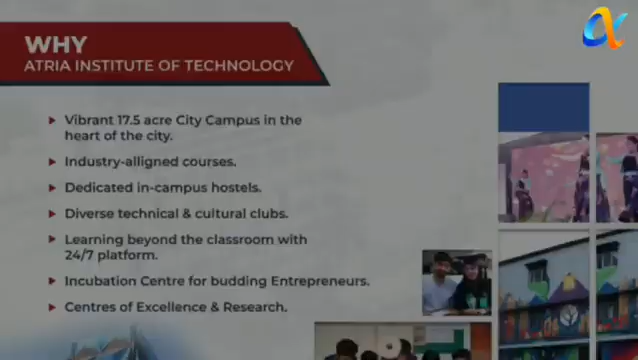 WHY
ATRIA INSTITUTE OF TECHNOLOGY
Vibrant 17.5 acre City Campus in the
heart of the city.
Industry-alligned courses.
Dedicated in-campus hostels.
Diverse technical & cultural clubs.
Learning beyond the classroom with
24/7 platform.
Incubation Centre for budding Entrepreneurs.
Centres of Excellence & Research.